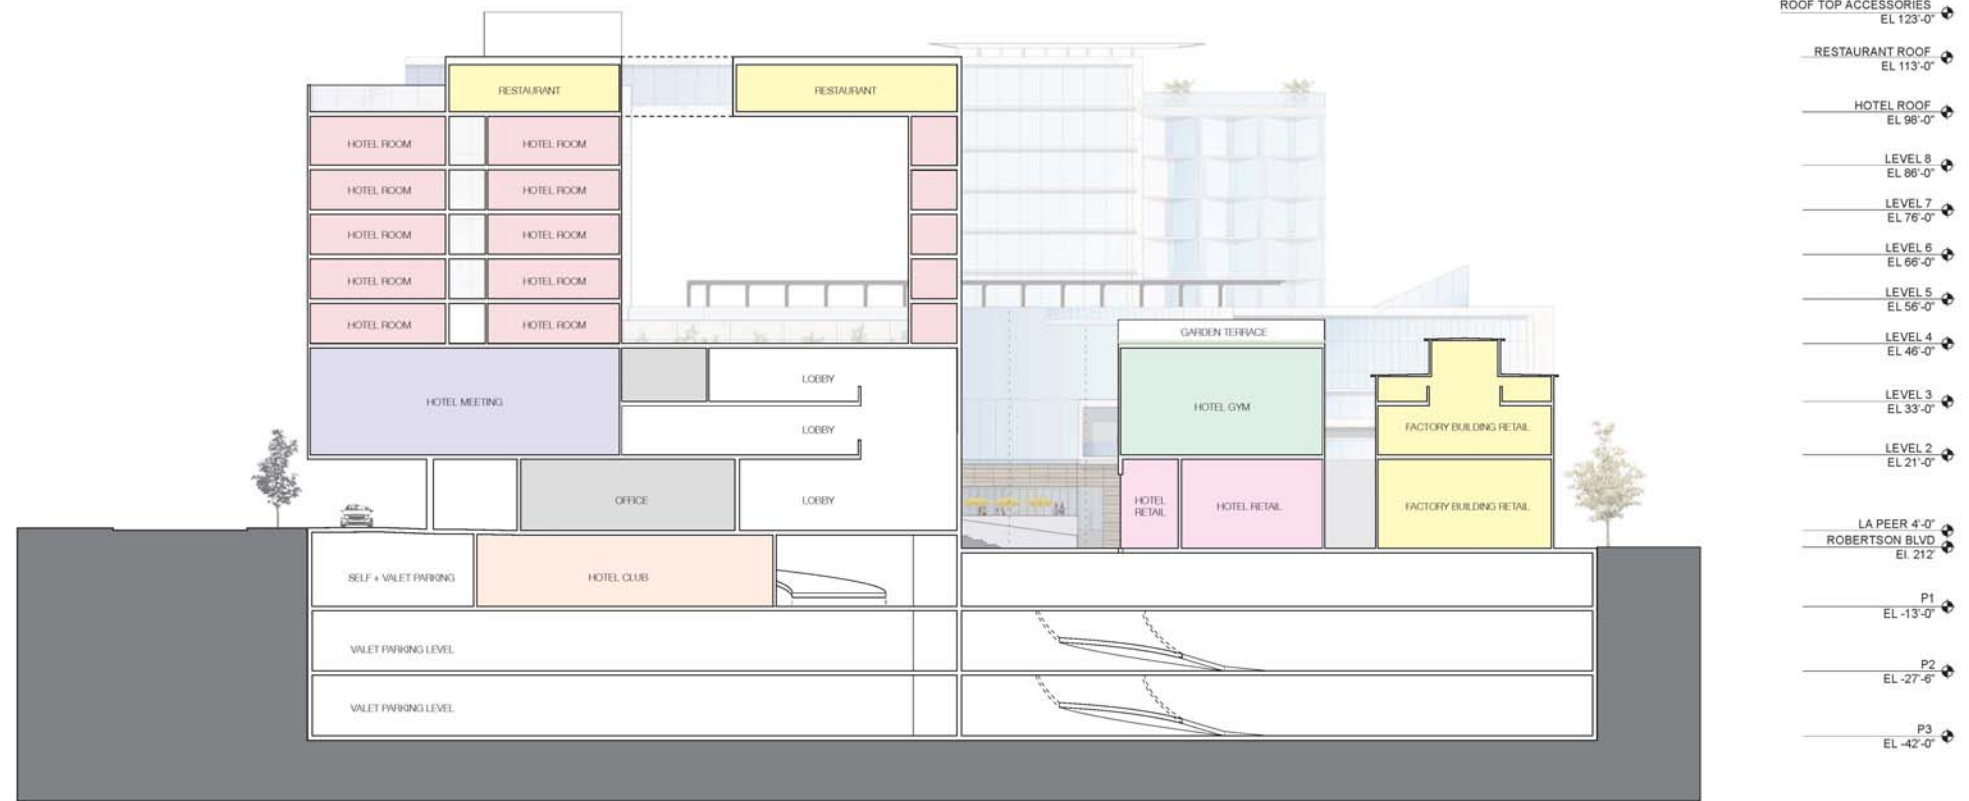 ROOF TOP ACCESSORIES
EL 123'-0"
RESTAURANT ROOF
EL 113'-0"
RESTAURANT
RESTAURANT
HOTEL ROOF
EL 98'-0"
HOTEL ROOM
HOTEL ROOM
LEVEL 8
EL 86'-0"
HOTEL ROOM
HOTEL ROOM
LEVEL 7
EL 76'-0"
HOTEL ROOM
HOTEL ROOM
LEVEL 6
EL 66'-0"
HOTEL ROOM
HOTEL ROOM
LEVEL 5
EL 56'-0"
HOTEL ROOM
HOTEL ROOM
GARDEN TERRACE
LEVEL 4
EL 46'-0"
LOBBY
HOTEL MEETING
HOTEL GYM
LEVEL 3
EL 33'-0"
LOBBY
FACTORY BUILDING RETAIL
LEVEL 2
EL 21'-0"
OFFICE
LOBBY
HOTEL
RETAIL
HOTEL RETAIL
FACTORY BUILDING RETAIL
LA PEER 4'-0"
ROBERTSON BLVD
El. 212'
SELF + VALET PARKING
HOTEL CLUB
P1
EL -13'-0"
VALET PARKING LEVEL
P2
EL -27'-6"
VALET PARKING LEVEL
P3
EL -42'-0"